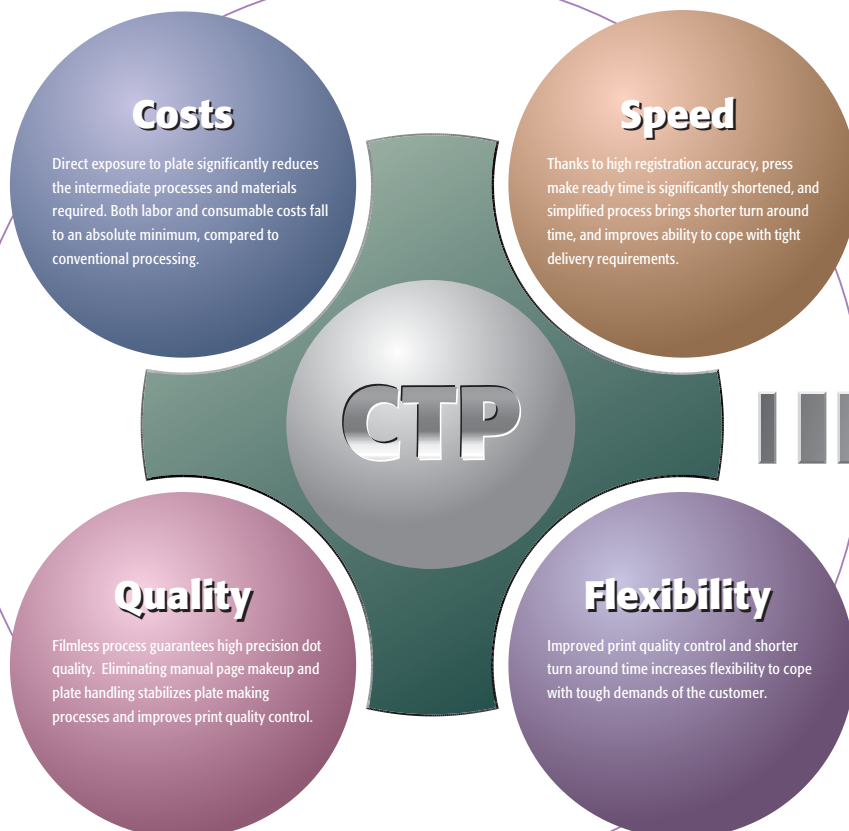 Costs
Direct exposure to plate significantly reduces
the intermediate processes and materials
required. Both labor and consumable costs fall
to an absolute minimum, compared to
conventional processing.
Speed
Thanks to high registration accuracy, press
make ready time is significantly shortened, and
simplified process brings shorter turn around
time, and improves ability to cope with tight
delivery requirements.
CTP
Quality
Filmless process guarantees high precision dot
quality.  Eliminating manual page makeup and
plate handling stabilizes plate making
processes and improves print quality control.
Flexibility
Improved print quality control and shorter
turn around time increases flexibility to cope
with tough demands of the customer.